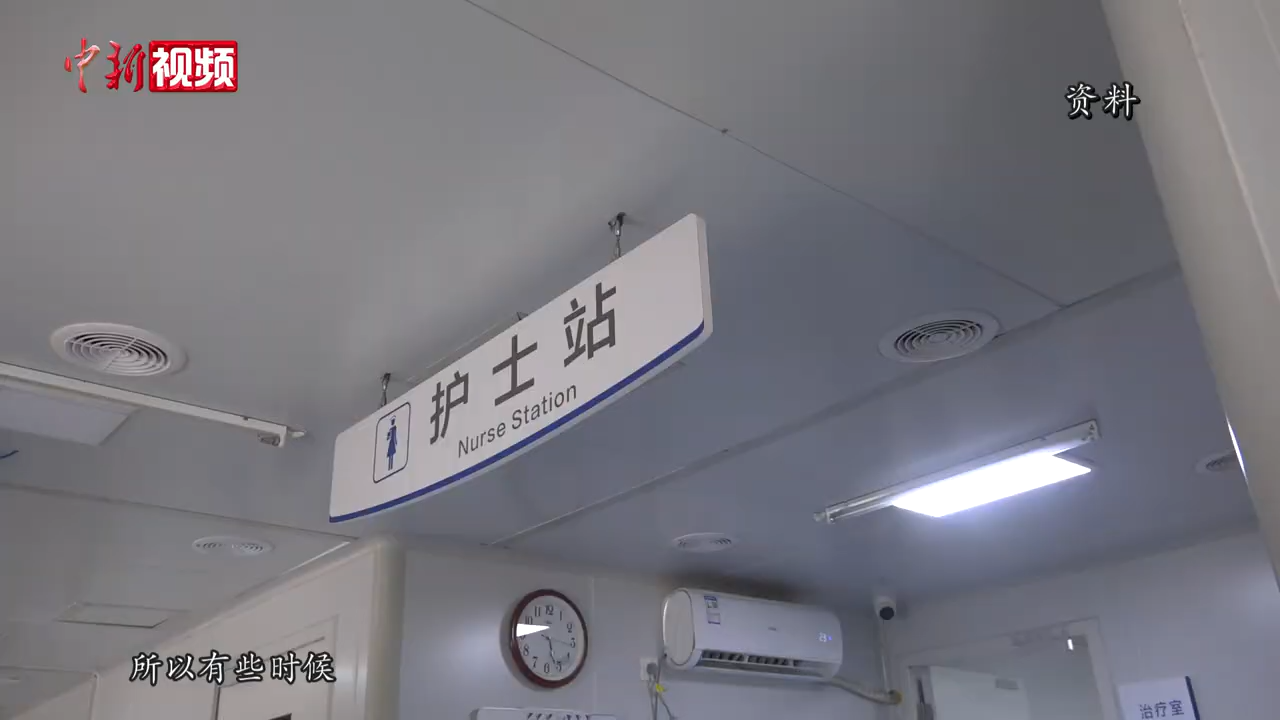 中新视频
资料
护士站
Nurse Station
所以有些时候
治疗室